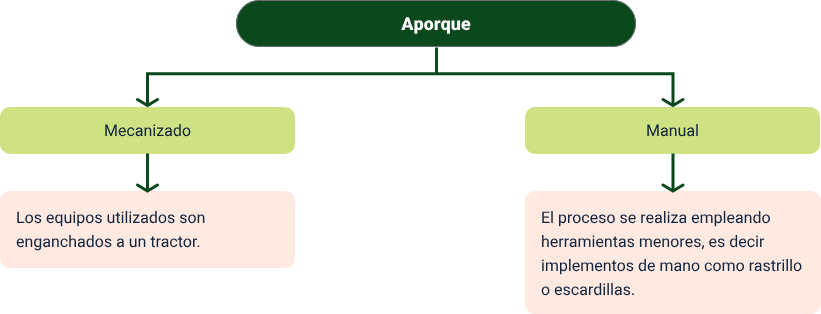 Aporque
Mecanizado
Manual
Los equipos utilizados son
enganchados a un tractor.
El proceso se realiza empleando
herramientas menores, es decir
implementos de mano como rastrillo
o escardillas.